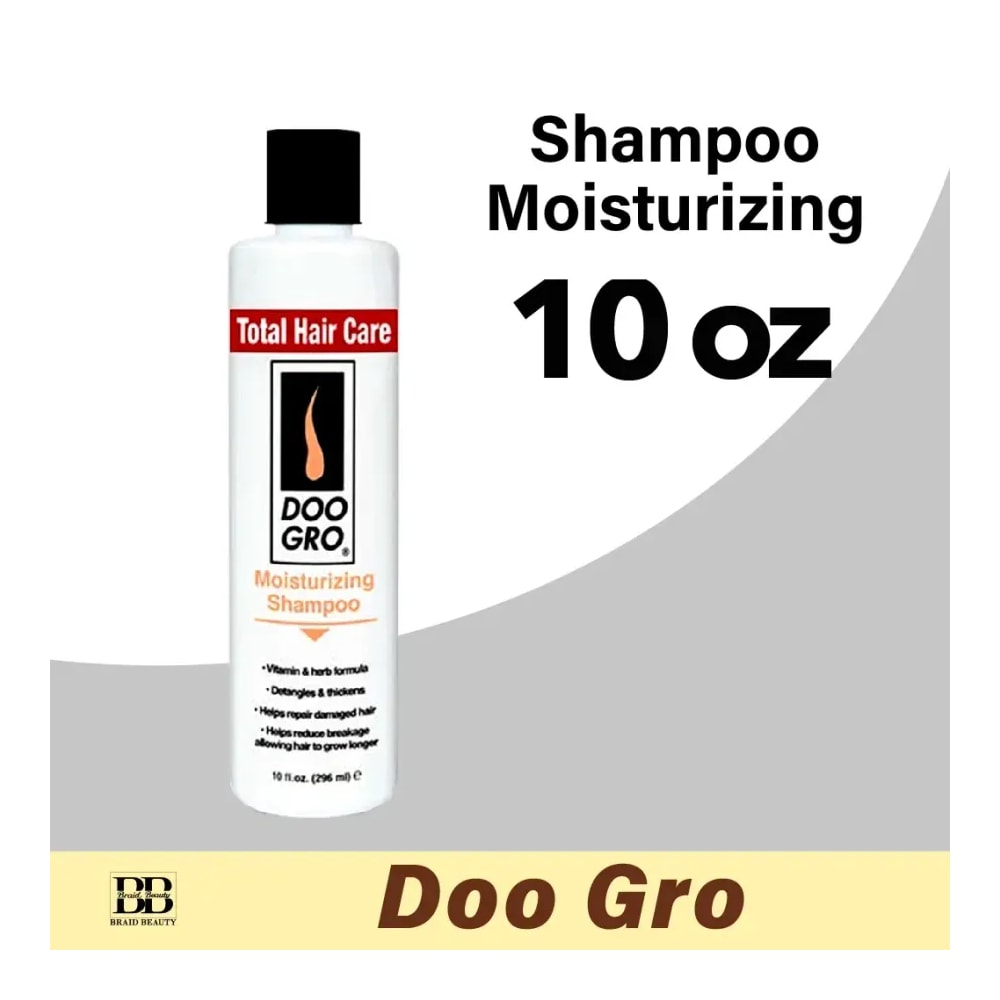 Shampoo
Moisturizing
10 oz
Total Hair Care
DOO
GRO®
Moisturizing
Shampoo
• Vitamin & herb formula
• Detangles & thickens
• Helps repair damaged hair
• Helps reduce breakage
allowing hair to grow longer
10 fl.oz. (296 ml) ℮
BB
Braid Beauty
BRAID BEAUTY
Doo Gro